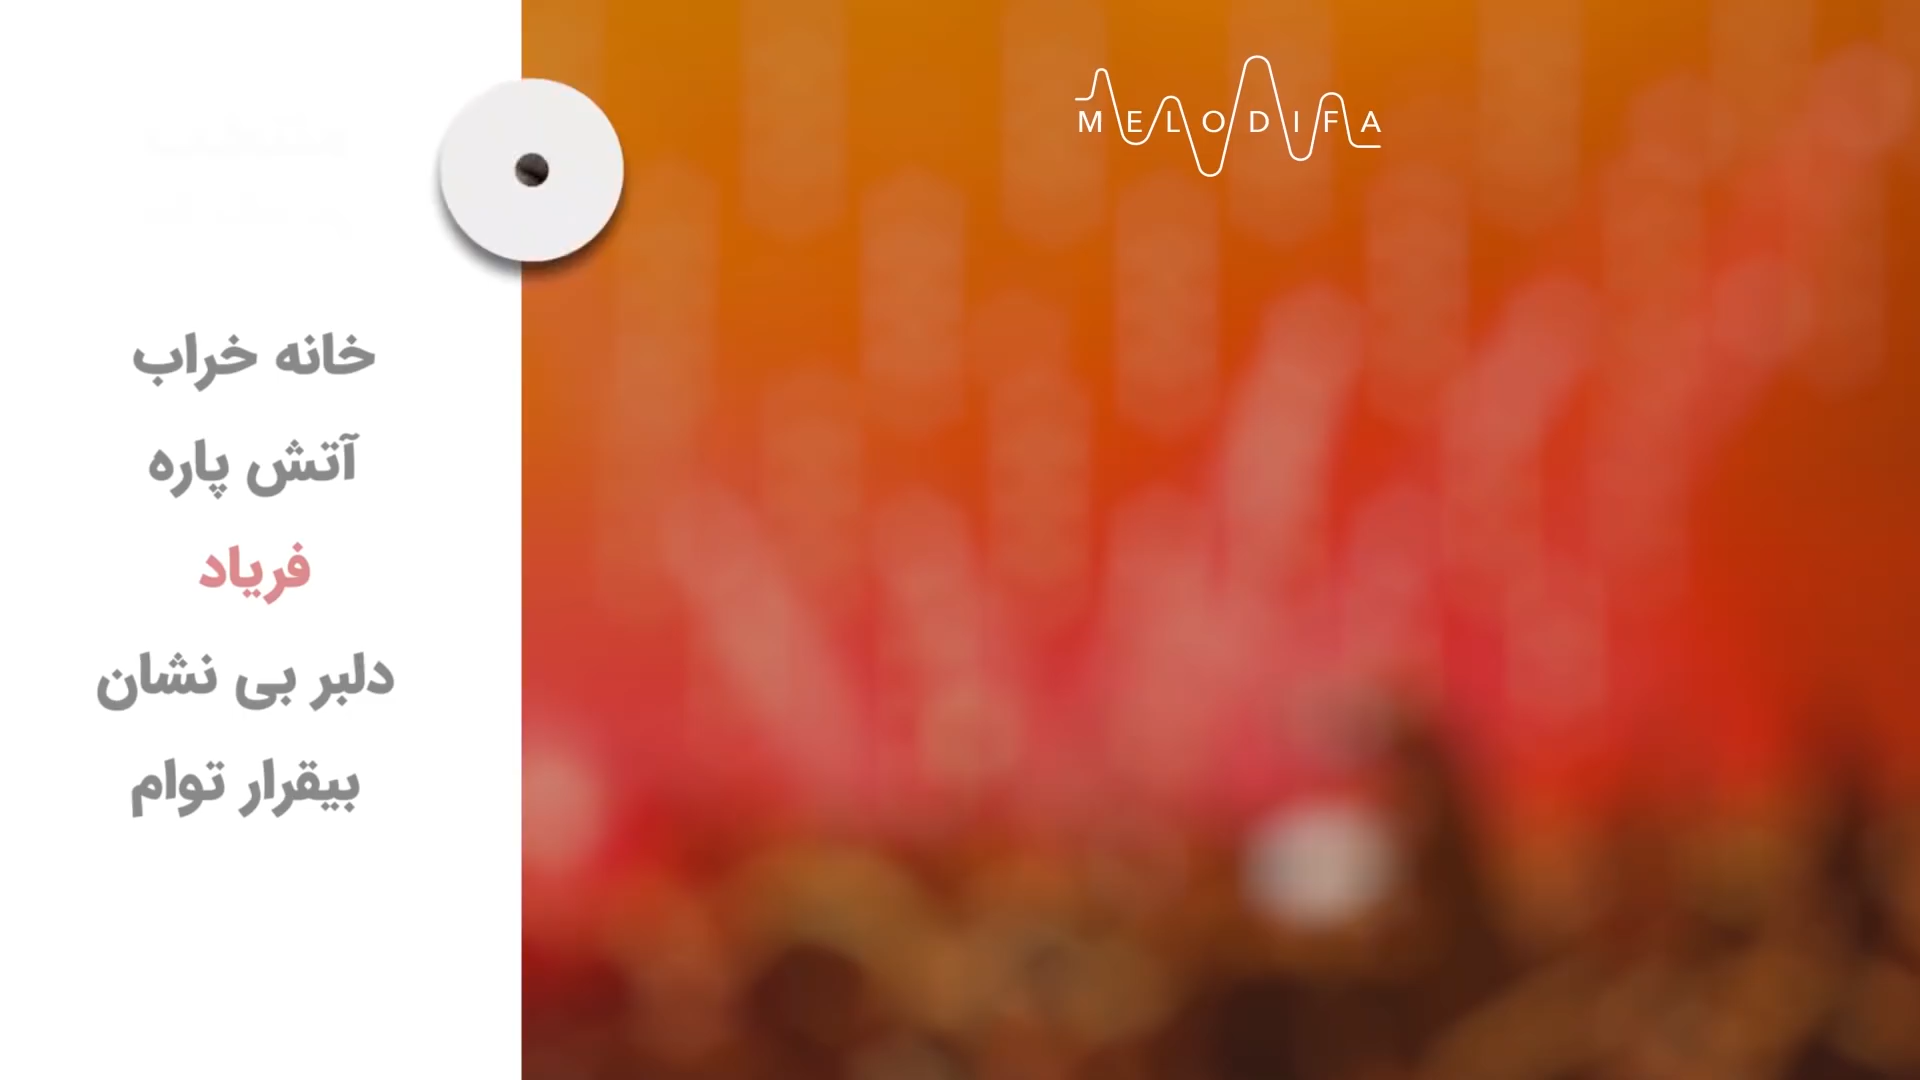 MELODIFA
خانه خراب
آتش پاره
فریاد
دلبر بی نشان
بیقرار توام